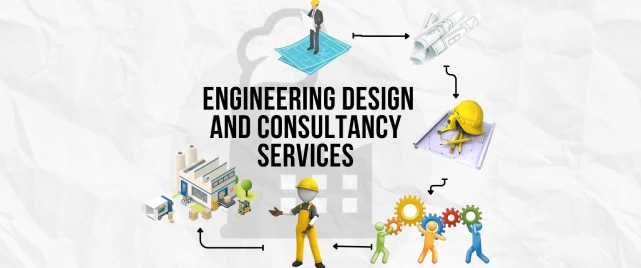 ENGINEERING DESIGN
AND CONSULTANCY
SERVICES